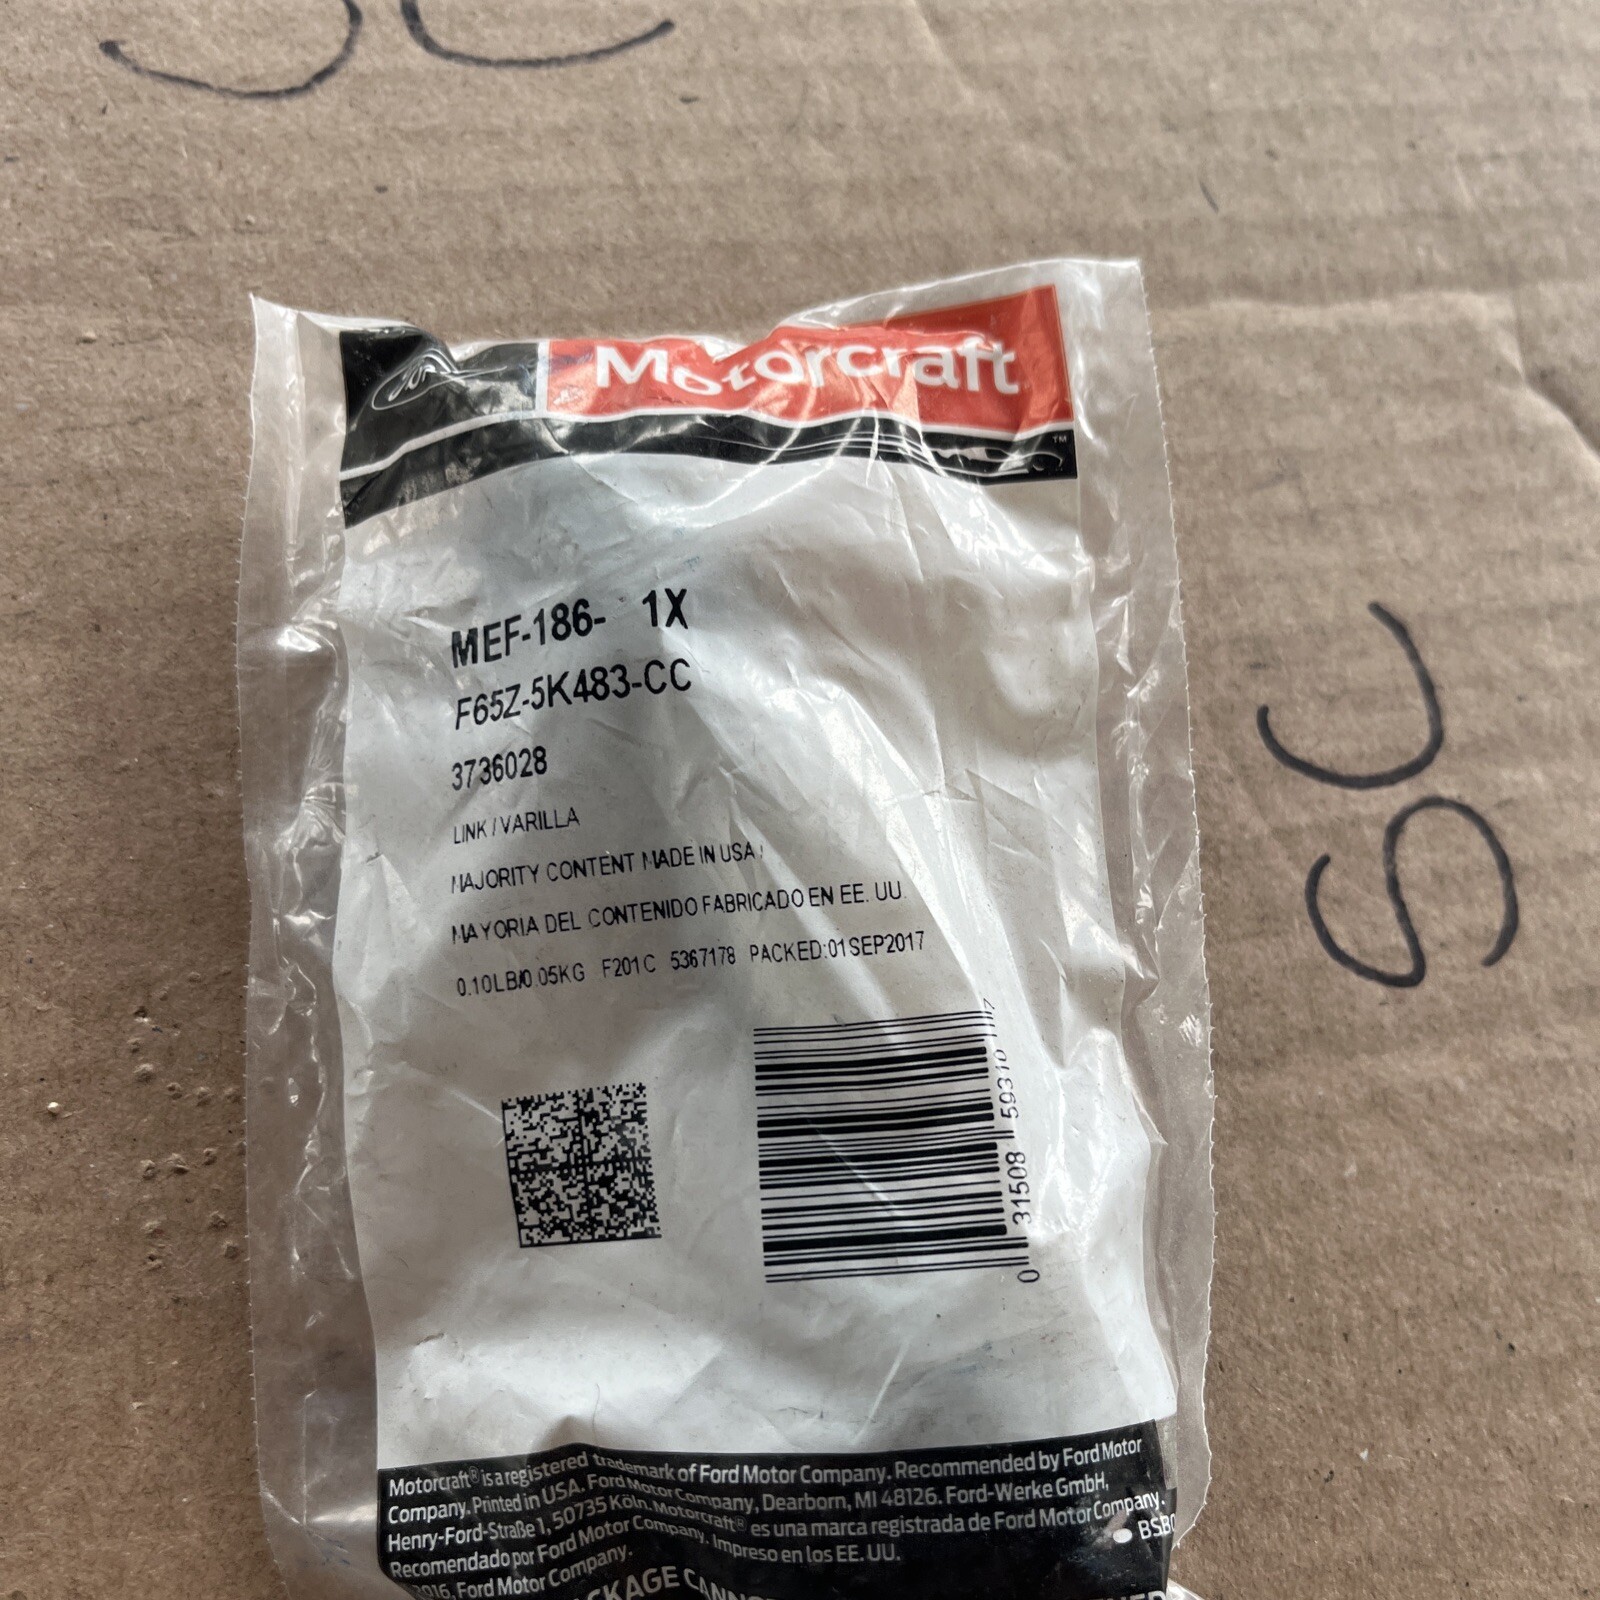 SC
Ford
Motorcraft
TM
MEF-186- 1X
F65Z-5K483-CC
3736028
LINK / VARILLA
MAJORITY CONTENT MADE IN USA /
MAYORIA DEL CONTENIDO FABRICADO EN EE. UU.
0.10LB/0.05KG F201C 5367178 PACKED:01SEP2017
0 31508 59310 7
SC
Motorcraft® is a registered trademark of Ford Motor Company. Recommended by Ford Motor
Company. Printed in USA. Ford Motor Company, Dearborn, MI 48126. Ford-Werke GmbH,
Henry-Ford-Straße 1, 50735 Köln. Motorcraft® es una marca registrada de Ford Motor Company.
Recomendado por Ford Motor Company. Impreso en los EE. UU.
2016, Ford Motor Company.